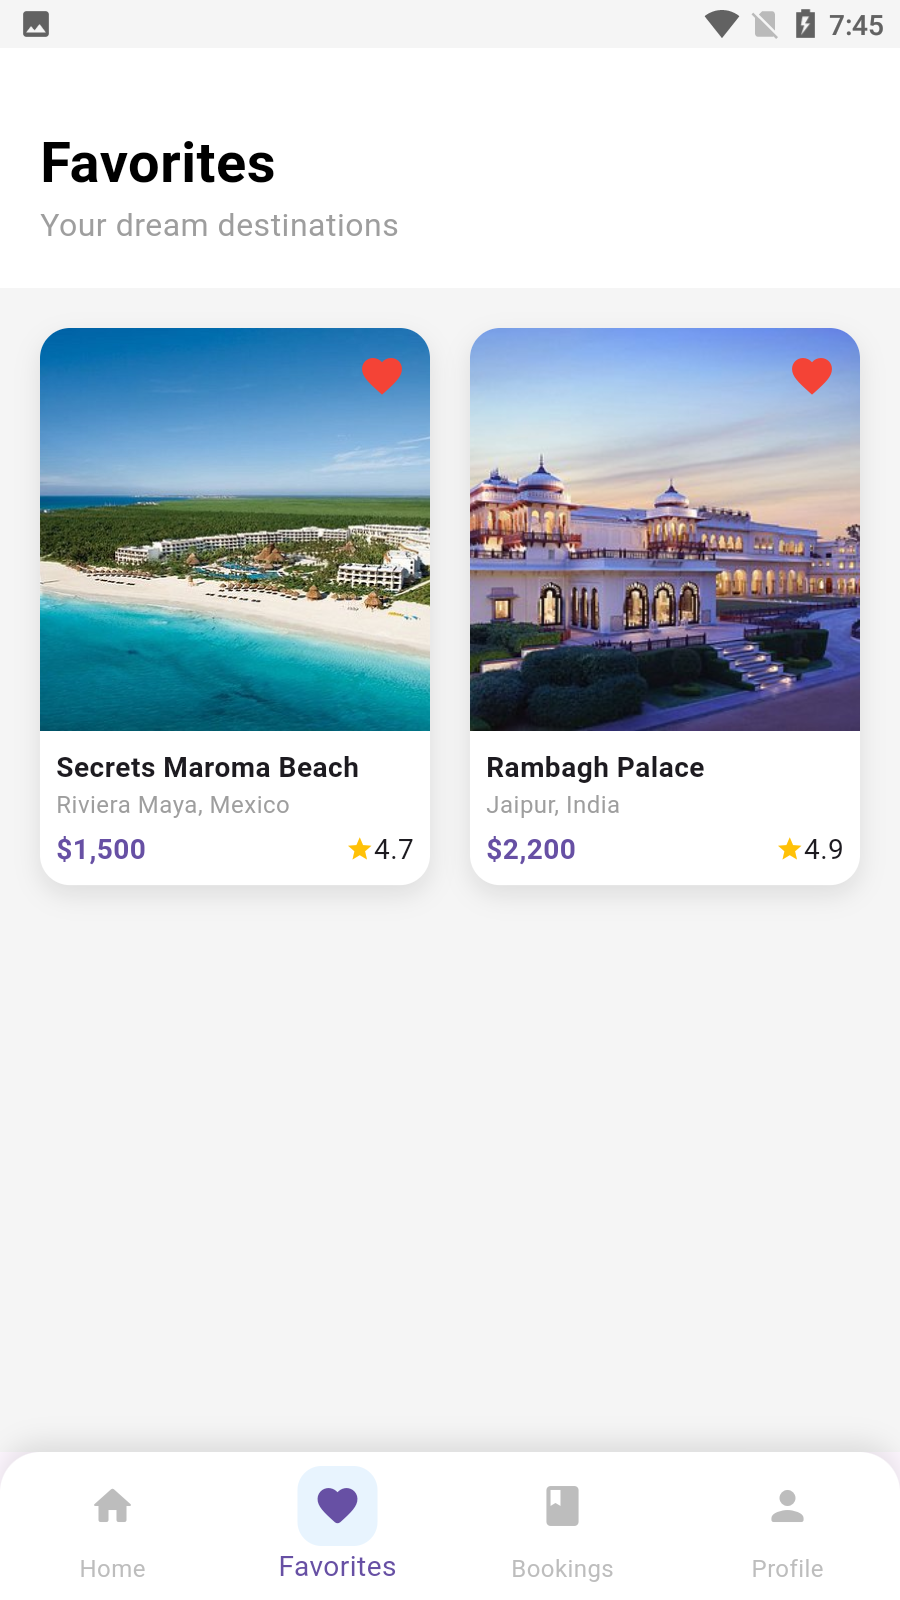 7:45
Favorites
Your dream destinations
Secrets Maroma Beach
Riviera Maya, Mexico
$1,500
4.7
Rambagh Palace
Jaipur, India
$2,200
4.9
Home
Favorites
Bookings
Profile